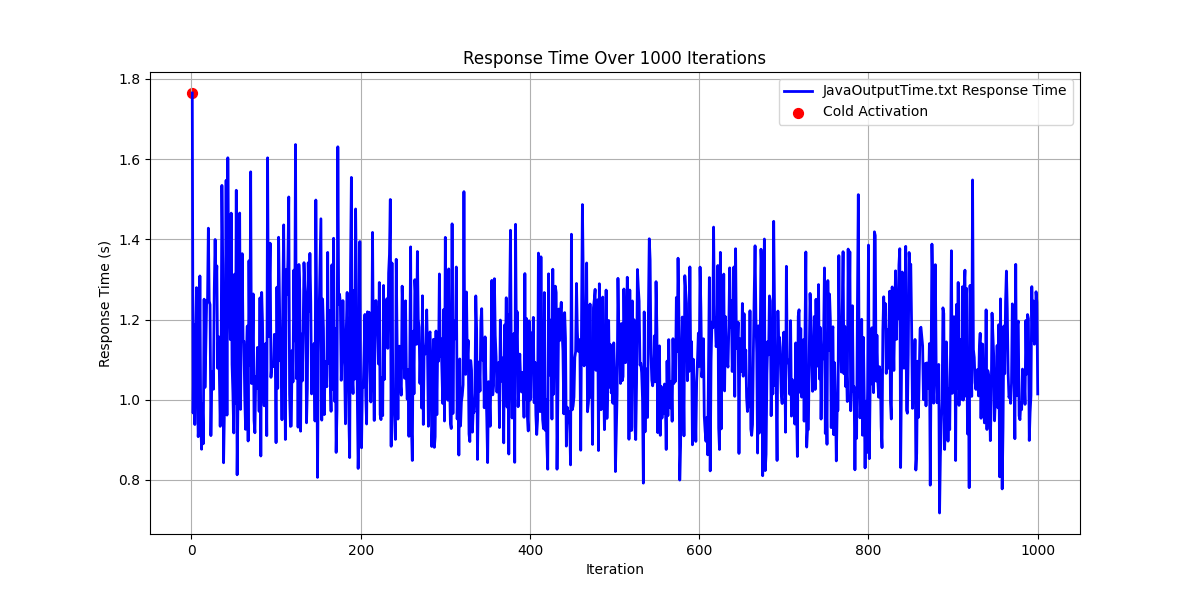 Response Time Over 1000 Iterations
JavaOutputTime.txt Response Time
Cold Activation
Response Time (s)
1.8
1.6
1.4
1.2
1.0
0.8
0
200
400
600
800
1000
Iteration